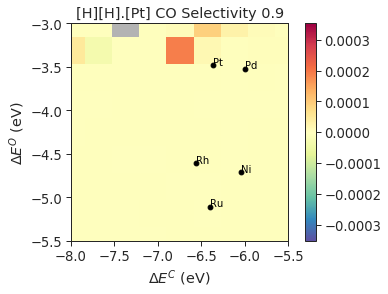 [H][H].[Pt] CO Selectivity 0.9
−3.0
−3.5
−4.0
−4.5
−5.0
−5.5
ΔE^O (eV)
Pt
Pd
Rh
Ni
Ru
−8.0 −7.5 −7.0 −6.5 −6.0 −5.5
ΔE^C (eV)
0.0003
0.0002
0.0001
0.0000
−0.0001
−0.0002
−0.0003